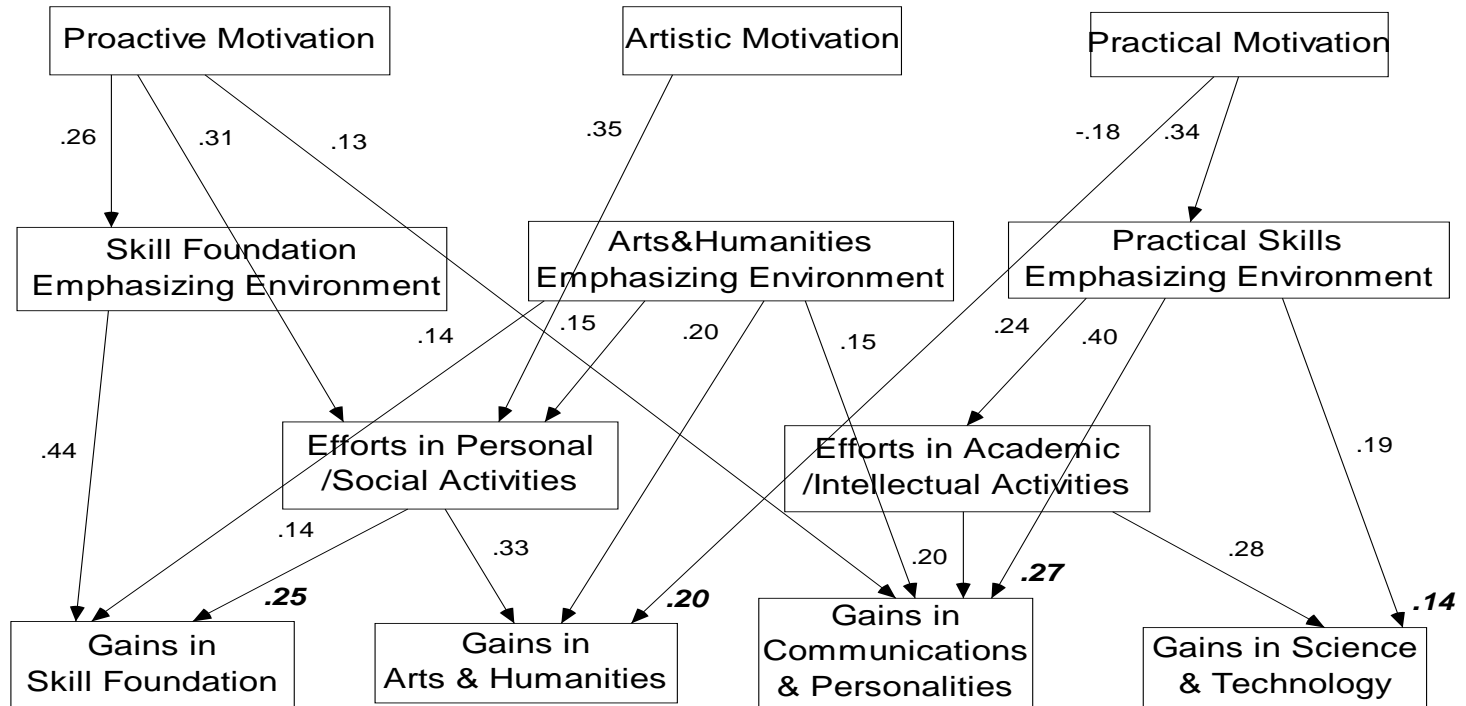 Proactive Motivation
Artistic Motivation
Practical Motivation
.26
.31
.13
.35
-.18
.34
Skill Foundation
Emphasizing Environment
Arts&Humanities
Emphasizing Environment
Practical Skills
Emphasizing Environment
.14
.15
.20
.15
.24
.40
.44
Efforts in Personal
/Social Activities
Efforts in Academic
/Intellectual Activities
.19
.14
.33
.20
.28
.25
.20
.27
.14
Gains in
Skill Foundation
Gains in
Arts & Humanities
Gains in
Communications
& Personalities
Gains in Science
& Technology